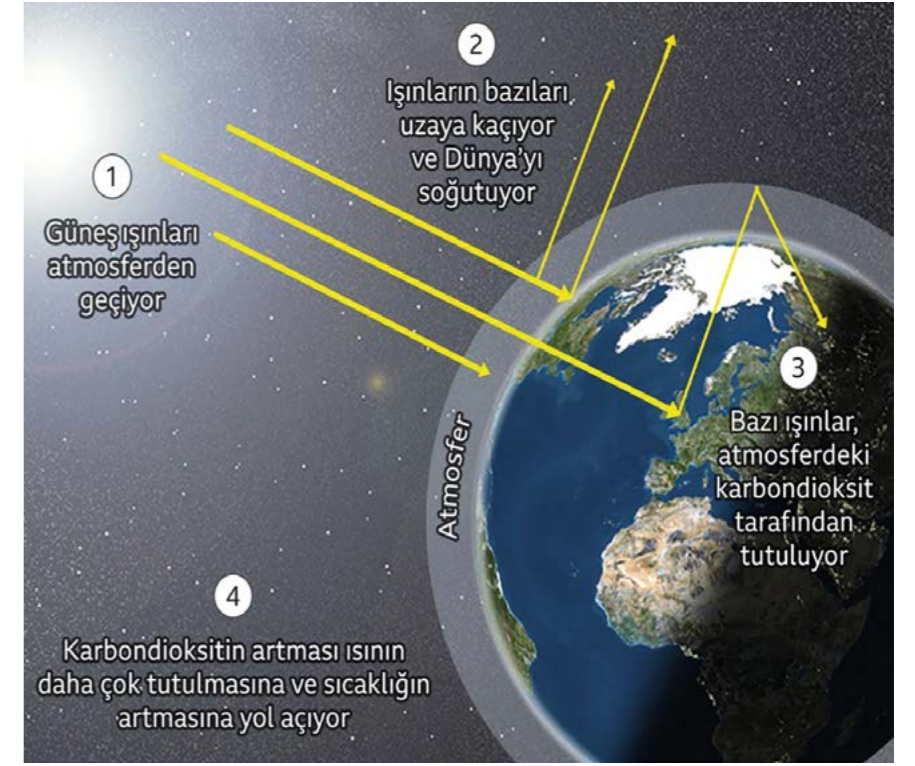 1
Güneş ışınları
atmosferden
geçiyor
2
Işınların bazıları
uzaya kaçıyor
ve Dünya’yı
soğutuyor
3
Bazı ışınlar,
atmosferdeki
karbondioksit
tarafından
tutuluyor
Atmosfer
4
Karbondioksitin artması ısının
daha çok tutulmasına ve sıcaklığın
artmasına yol açıyor